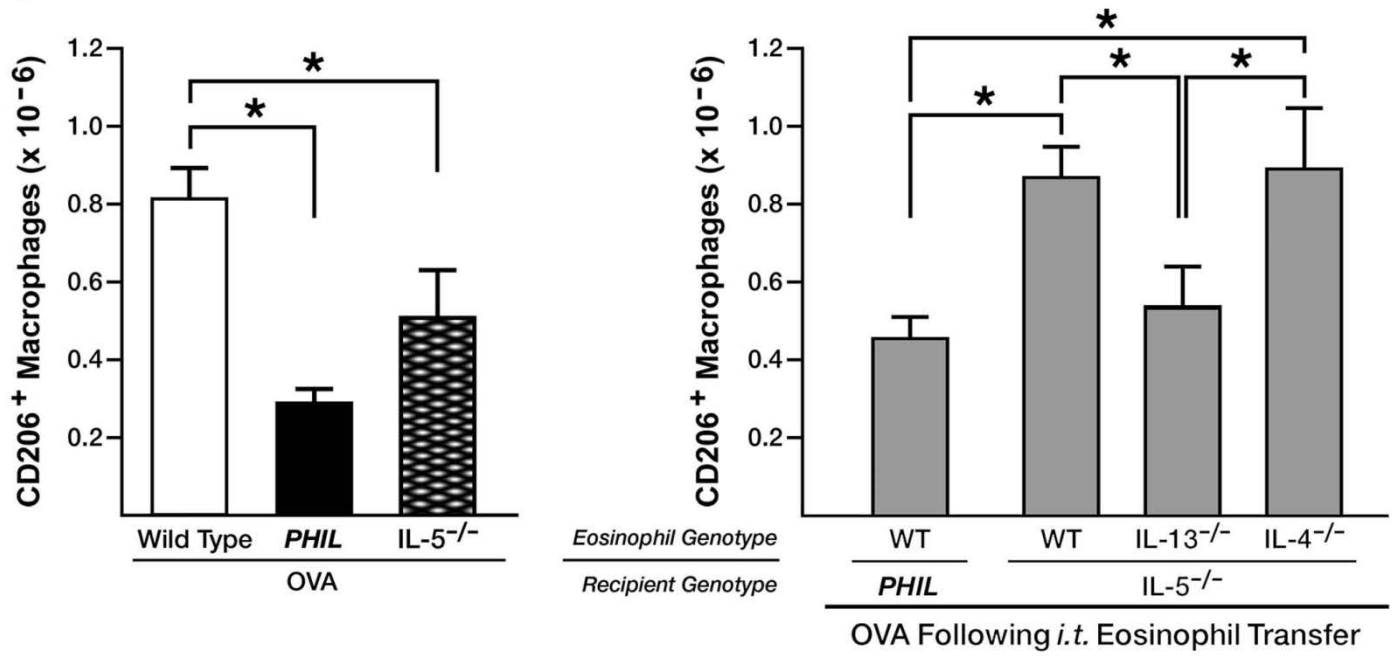 CD206⁺ Macrophages (x 10⁻⁶)
1.2
1.0
0.8
0.6
0.4
0.2
*
*
Wild Type PHIL IL-5⁻/⁻
OVA
CD206⁺ Macrophages (x 10⁻⁶)
1.2
1.0
0.8
0.6
0.4
0.2
*
*
*
*
Eosinophil Genotype WT WT IL-13⁻/⁻ IL-4⁻/⁻
Recipient Genotype PHIL IL-5⁻/⁻
OVA Following i.t. Eosinophil Transfer